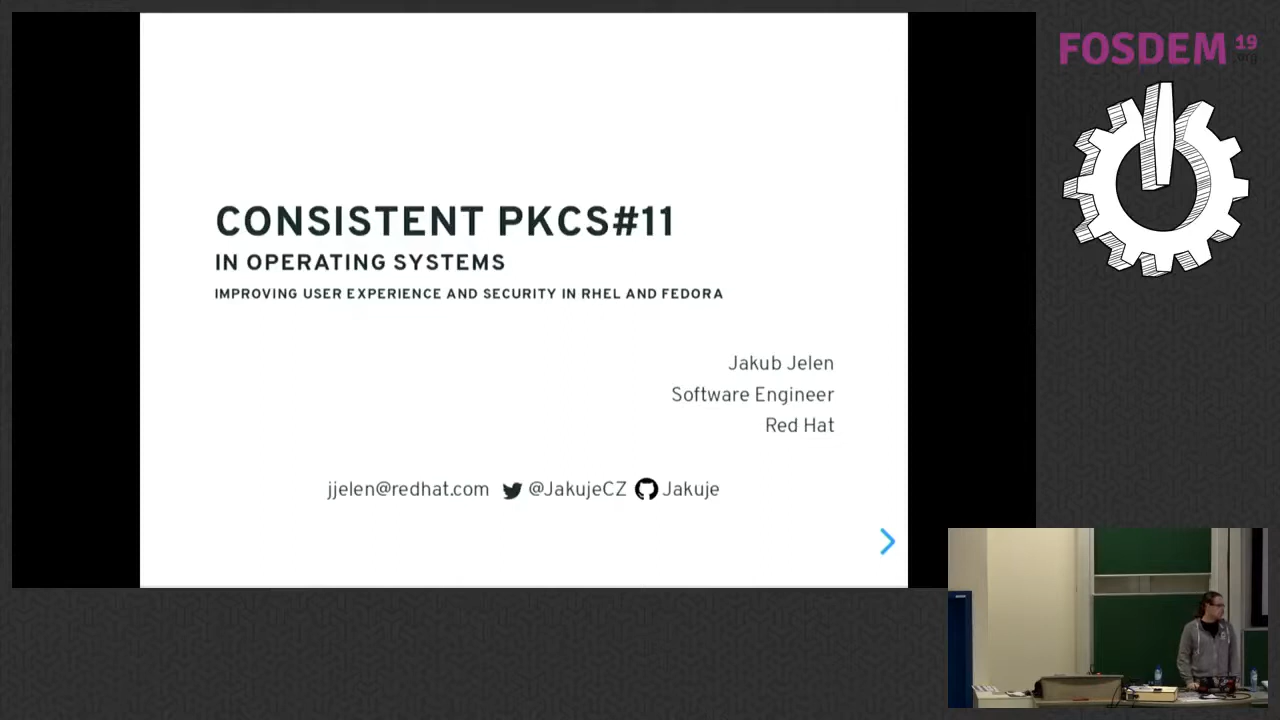 FOSDEM 19
.org
CONSISTENT PKCS#11
IN OPERATING SYSTEMS
IMPROVING USER EXPERIENCE AND SECURITY IN RHEL AND FEDORA
Jakub Jelen
Software Engineer
Red Hat
jjelen@redhat.com @JakujeCZ Jakuje